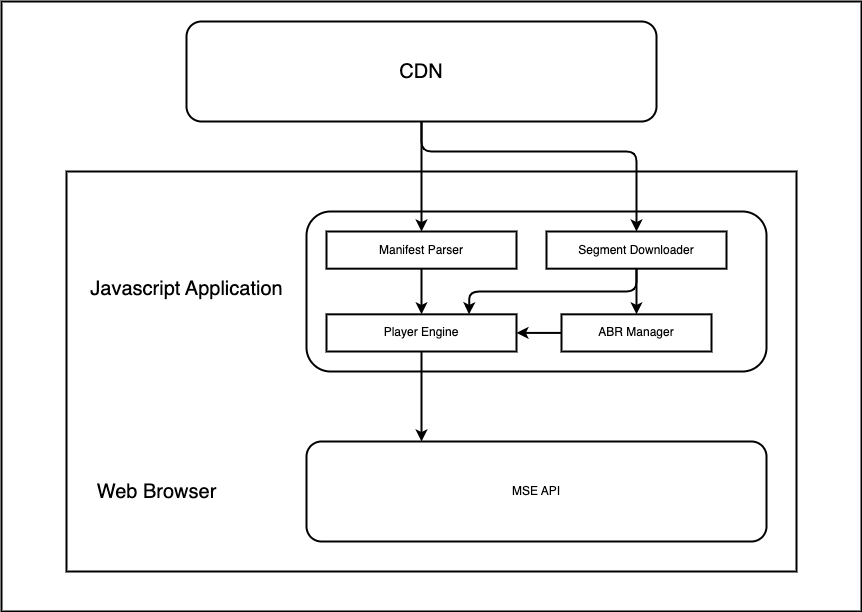 CDN
Manifest Parser
Segment Downloader
Javascript Application
Player Engine
ABR Manager
Web Browser
MSE API